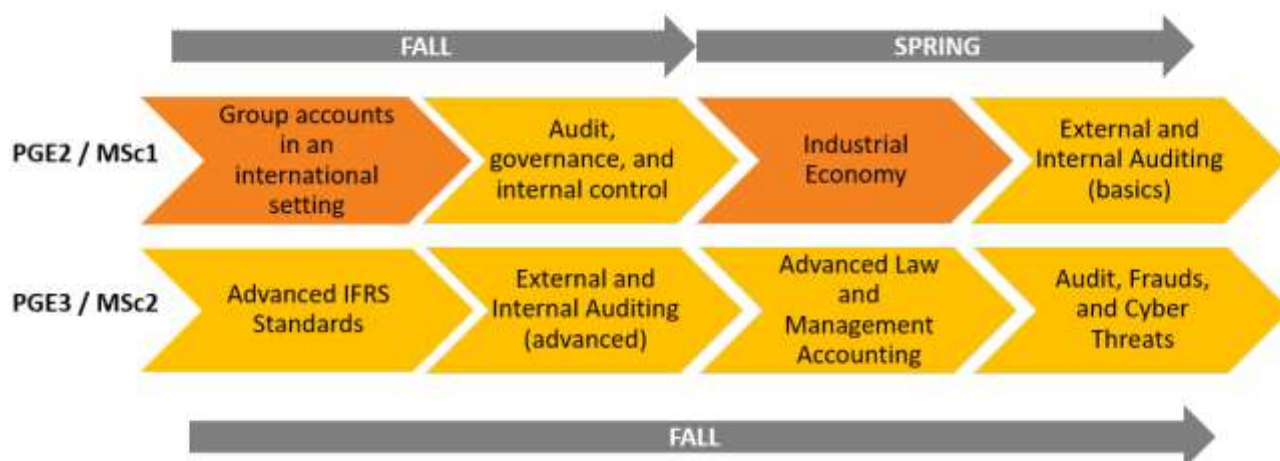 FALL
SPRING
PGE2 / MSc1
Group accounts
in an
international
setting
Audit,
governance, and
internal control
Industrial
Economy
External and
Internal Auditing
(basics)
PGE3 / MSc2
Advanced IFRS
Standards
External and
Internal Auditing
(advanced)
Advanced Law
and
Management
Accounting
Audit, Frauds,
and Cyber
Threats
FALL